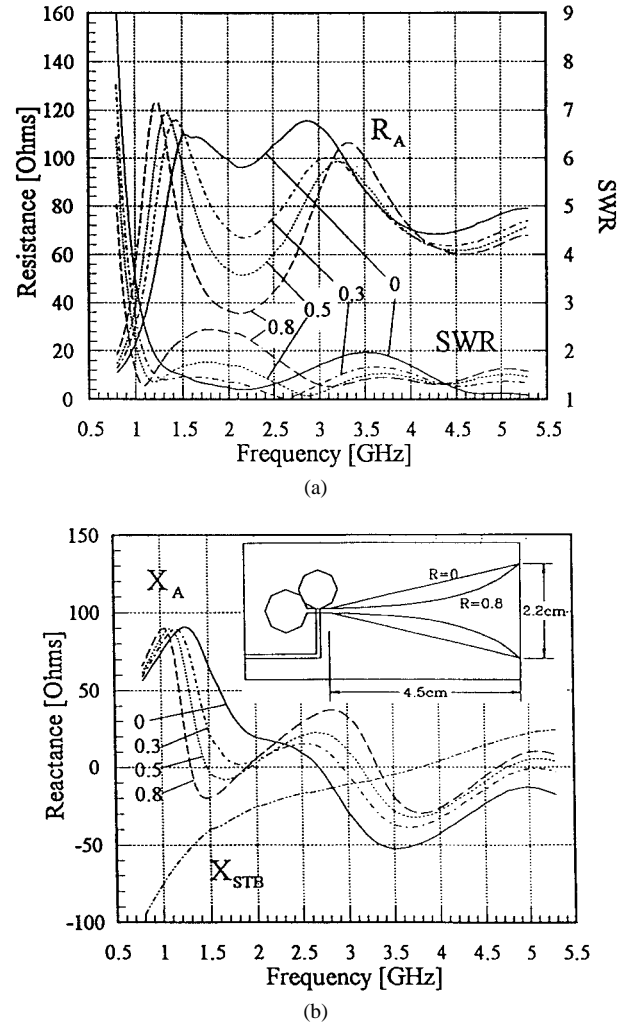 160
140
120
100
80
60
40
20
0
Resistance [Ohms]
9
8
7
6
5
4
3
2
1
SWR
R_A
0
0.3
0.5
0.8
SWR
0.5 1 1.5 2 2.5 3 3.5 4 4.5 5 5.5
Frequency [GHz]
(a)
150
100
50
0
-50
-100
Reactance [Ohms]
X_A
R=0
R=0.8
2.2cm
4.5cm
0
0.3
0.5
0.8
X_STB
0.5 1 1.5 2 2.5 3 3.5 4 4.5 5 5.5
Frequency [GHz]
(b)